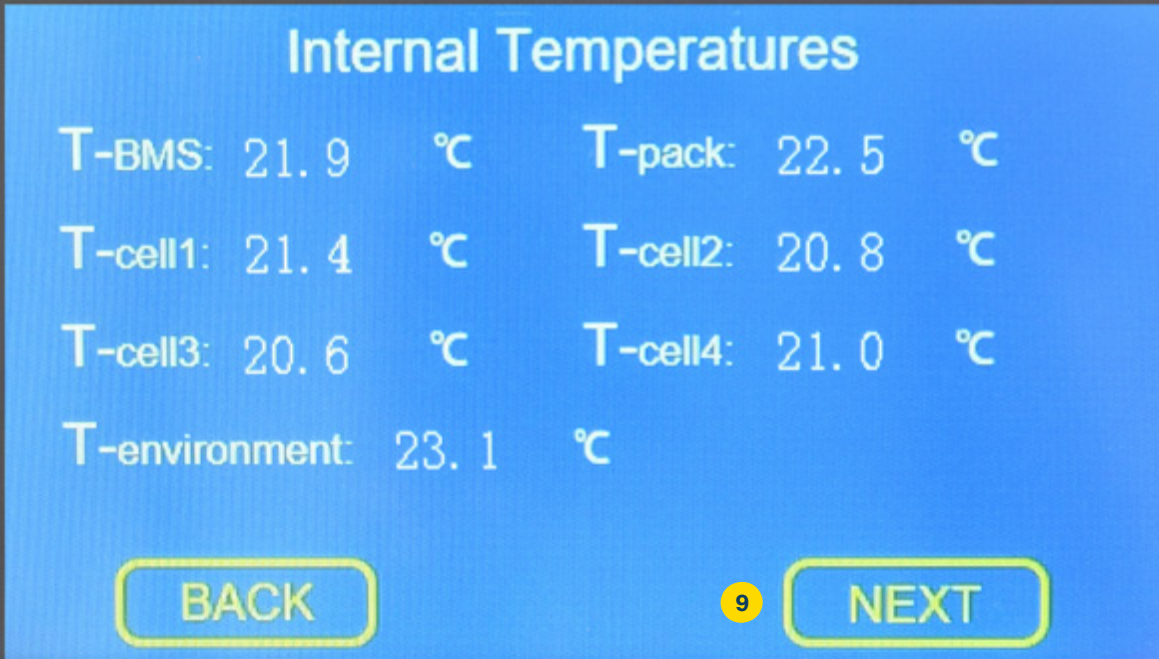 Internal Temperatures
T-BMS: 21.9 ℃ T-pack: 22.5 ℃
T-cell1: 21.4 ℃ T-cell2: 20.8 ℃
T-cell3: 20.6 ℃ T-cell4: 21.0 ℃
T-environment: 23.1 ℃
BACK 9 NEXT